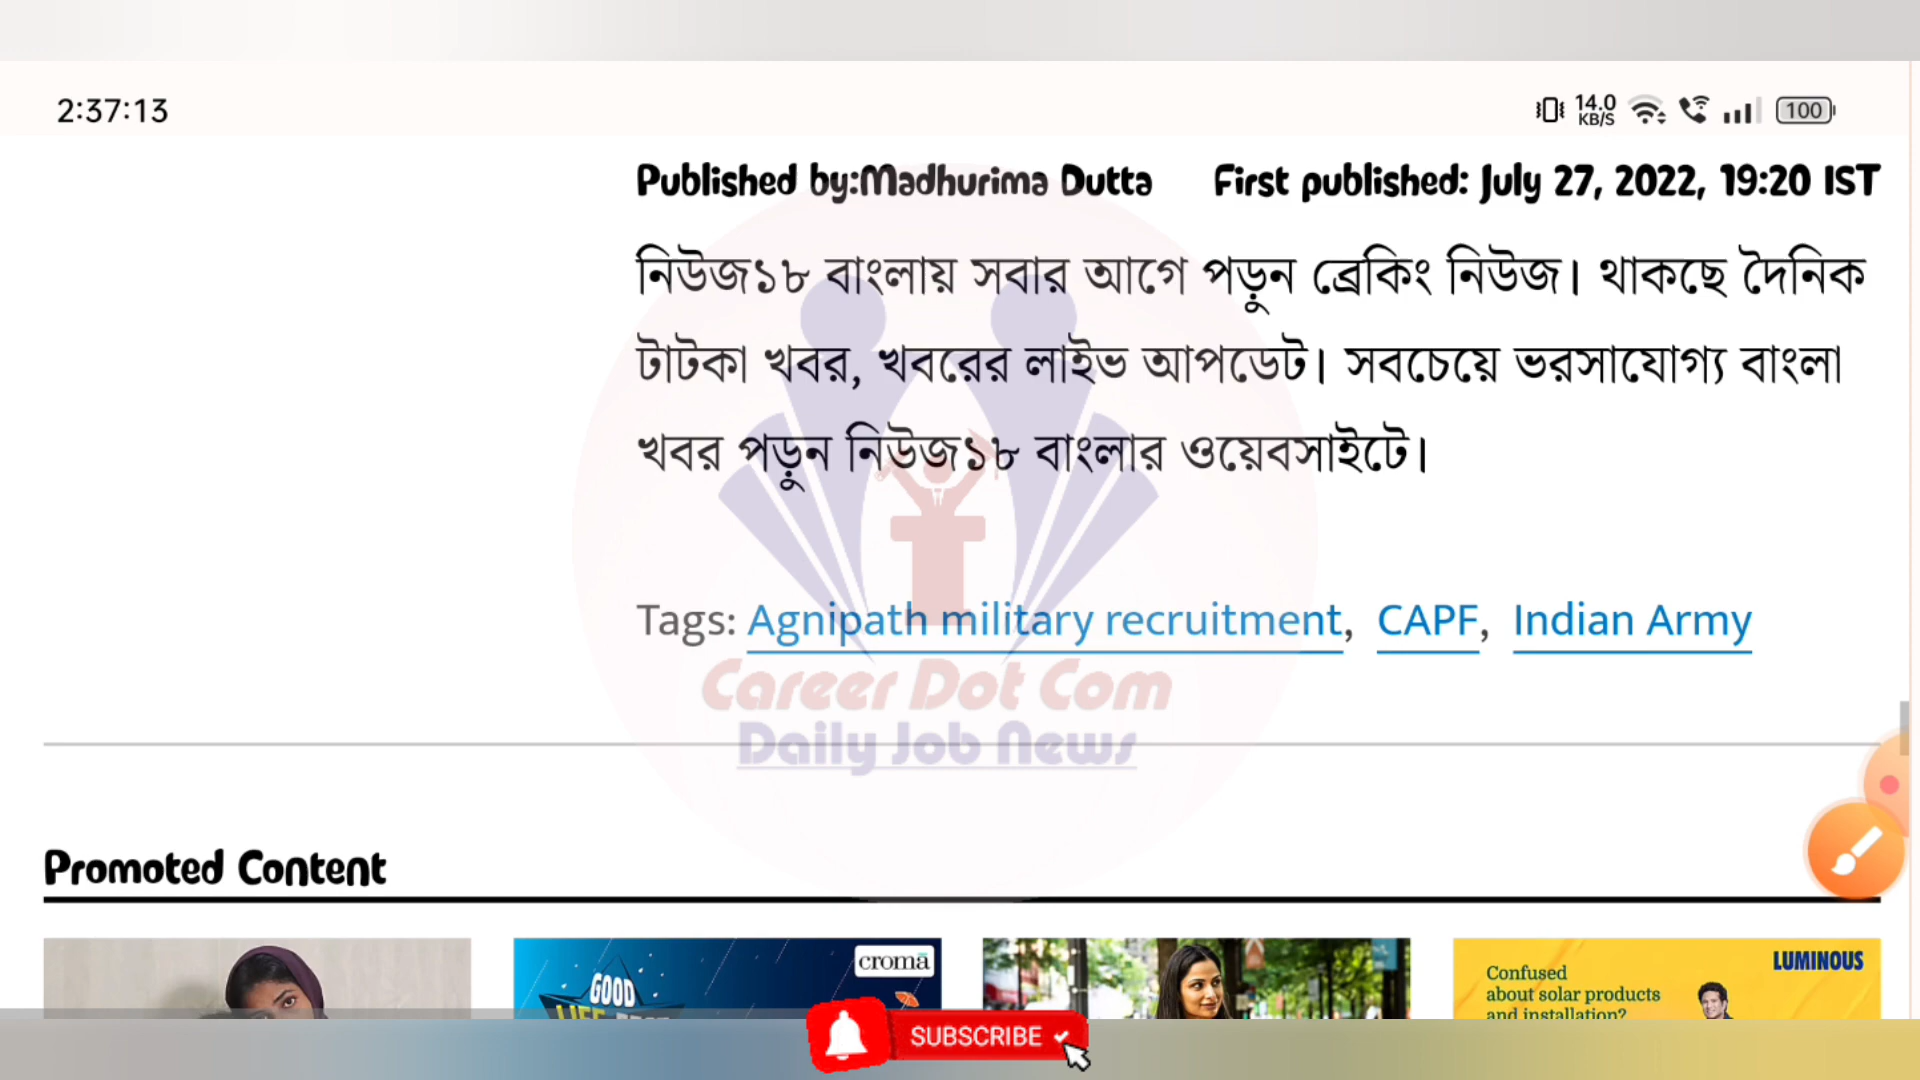 2:37:13
14.0
KB/S
100
Published by:Madhurima Dutta First published: July 27, 2022, 19:20 IST
নিউজ১৮ বাংলায় সবার আগে পড়ুন ব্রেকিং নিউজ। থাকছে দৈনিক
টাটকা খবর, খবরের লাইভ আপডেট। সবচেয়ে ভরসাযোগ্য বাংলা
খবর পড়ুন নিউজ১৮ বাংলার ওয়েবসাইটে।
Tags: Agnipath military recruitment, CAPF, Indian Army
Career Dot Com
Daily Job News
Promoted Content
croma
GOOD
LUMINOUS
Confused
about solar products
and installation?
SUBSCRIBE